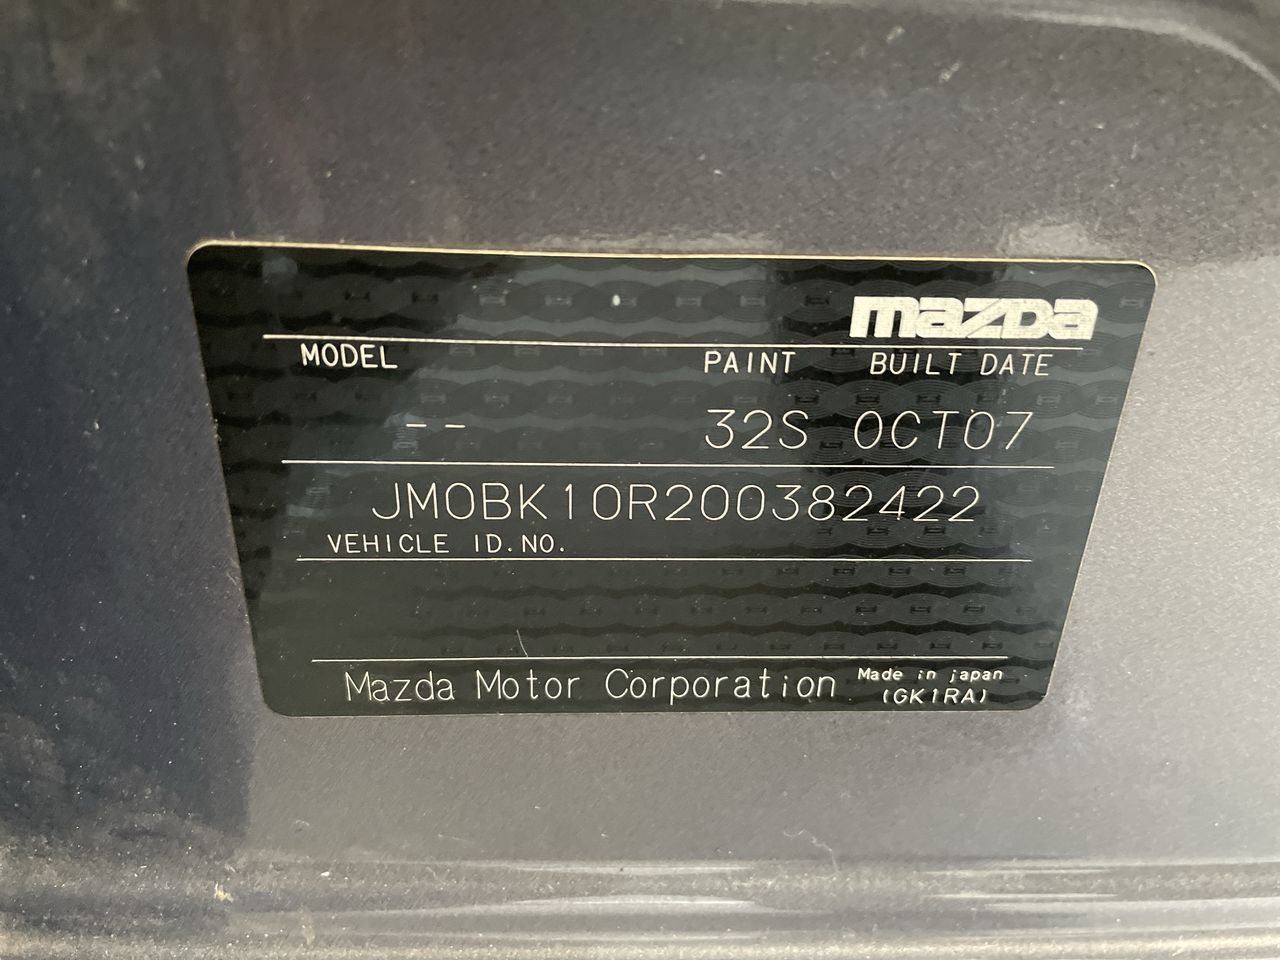 mazda
MODEL PAINT BUILT DATE
-- 32S OCT07
JM0BK10R200382422
VEHICLE ID.NO.
Mazda Motor Corporation Made in japan
(GK1RA)